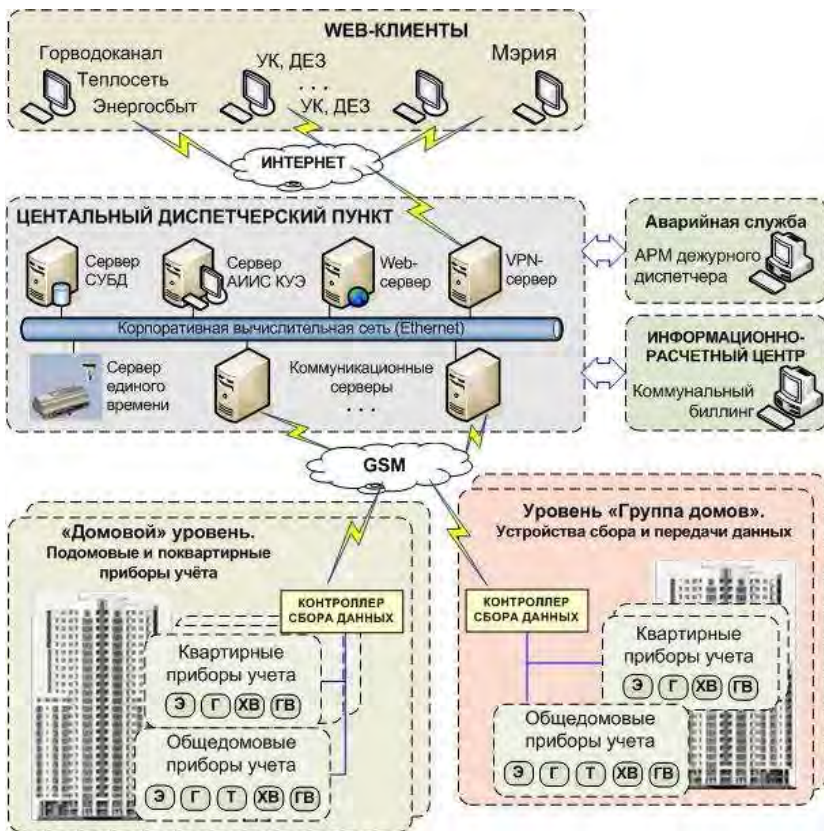 WEB-КЛИЕНТЫ
Горводоканал
Теплосеть
Энергосбыт
УК, ДЕЗ
. . .
УК, ДЕЗ
Мэрия
ИНТЕРНЕТ
ЦЕНТАЛЬНЫЙ ДИСПЕТЧЕРСКИЙ ПУНКТ
Сервер
СУБД
Сервер
АИИС КУЭ
Web-
сервер
VPN-
сервер
Корпоративная вычислительная сеть (Ethernet)
Сервер
единого
времени
Коммуникационные
серверы
. . .
Аварийная служба
АРМ дежурного
диспетчера
ИНФОРМАЦИОННО-
РАСЧЕТНЫЙ ЦЕНТР
Коммунальный
биллинг
GSM
«Домовой» уровень.
Подомовые и поквартирные
приборы учёта
КОНТРОЛЛЕР
СБОРА ДАННЫХ
Квартирные
приборы учета
Э Г ХВ ГВ
Общедомовые
приборы учета
Э Г Т ХВ ГВ
Уровень «Группа домов».
Устройства сбора и передачи данных
КОНТРОЛЛЕР
СБОРА ДАННЫХ
Квартирные
приборы учета
Э Г ХВ ГВ
Общедомовые
приборы учета
Э Г Т ХВ ГВ